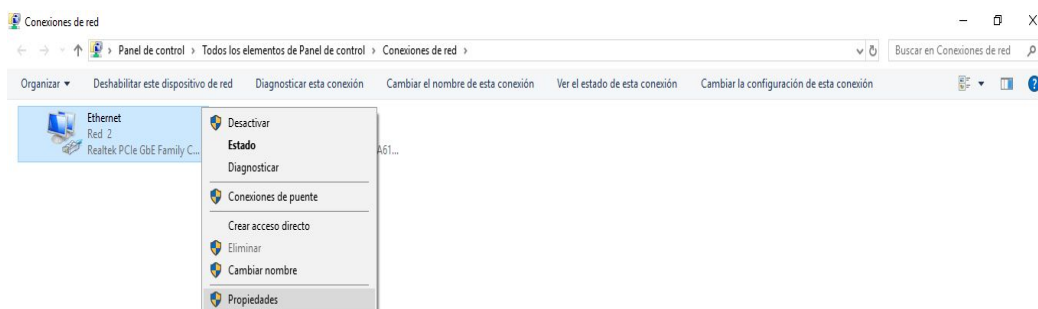 Conexiones de red
Panel de control > Todos los elementos de Panel de control > Conexiones de red >
Buscar en Conexiones de red
Organizar
Deshabilitar este dispositivo de red
Diagnosticar esta conexión
Cambiar el nombre de esta conexión
Ver el estado de esta conexión
Cambiar la configuración de esta conexión
Ethernet
Red 2
Realtek PCIe GbE Family C...
A61...
Desactivar
Estado
Diagnosticar
Conexiones de puente
Crear acceso directo
Eliminar
Cambiar nombre
Propiedades